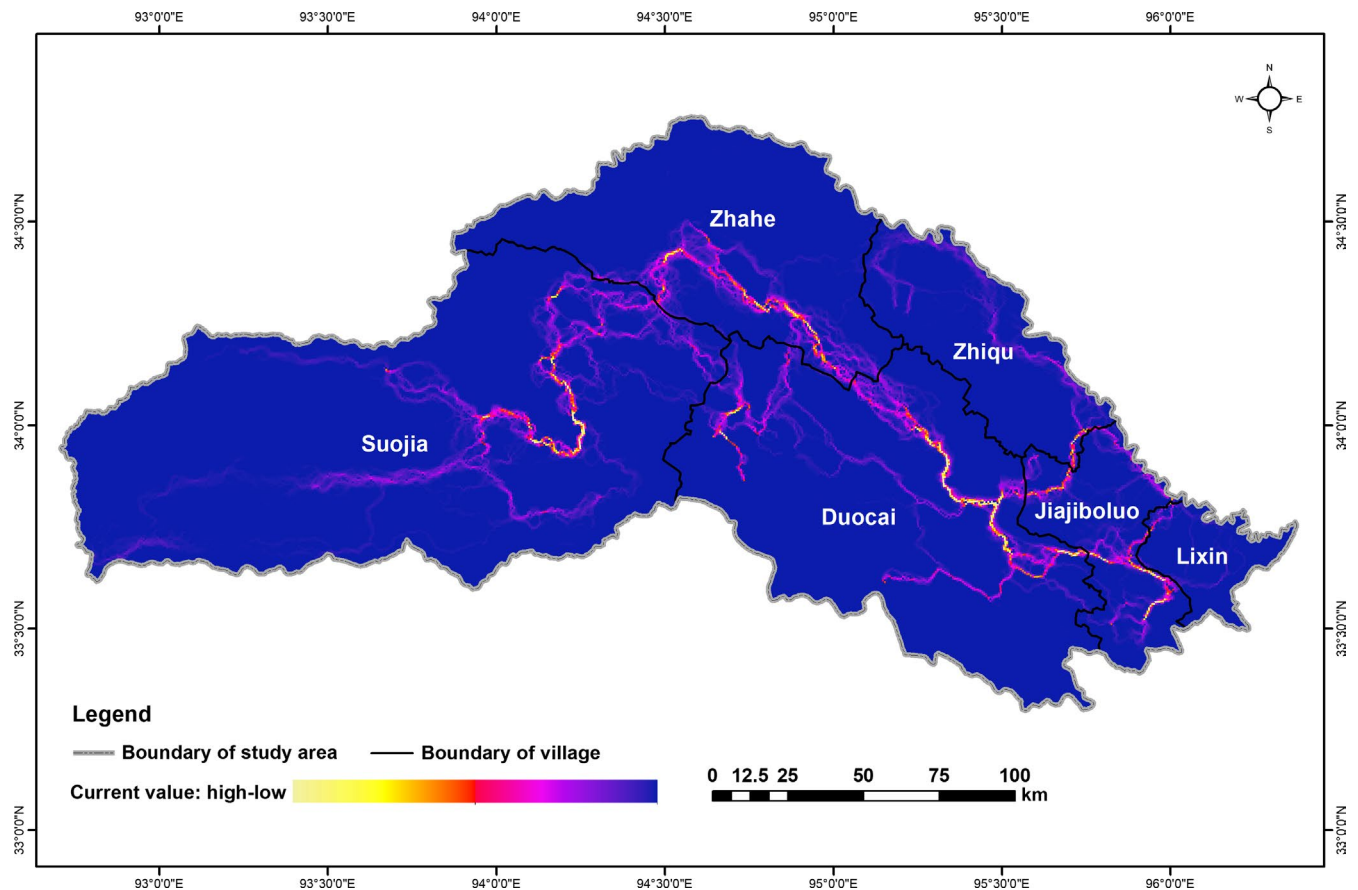 93°0'0"E 93°30'0"E 94°0'0"E 94°30'0"E 95°0'0"E 95°30'0"E 96°0'0"E
N
W E
S
34°30'0"N 34°30'0"N
Zhahe
Zhiqu
34°0'0"N 34°0'0"N
Suojia
Duocai
Jiajiboluo
Lixin
33°30'0"N 33°30'0"N
Legend
Boundary of study area Boundary of village
Current value: high-low
0 12.5 25 50 75 100
km
33°0'0"N 33°0'0"N
93°0'0"E 93°30'0"E 94°0'0"E 94°30'0"E 95°0'0"E 95°30'0"E 96°0'0"E